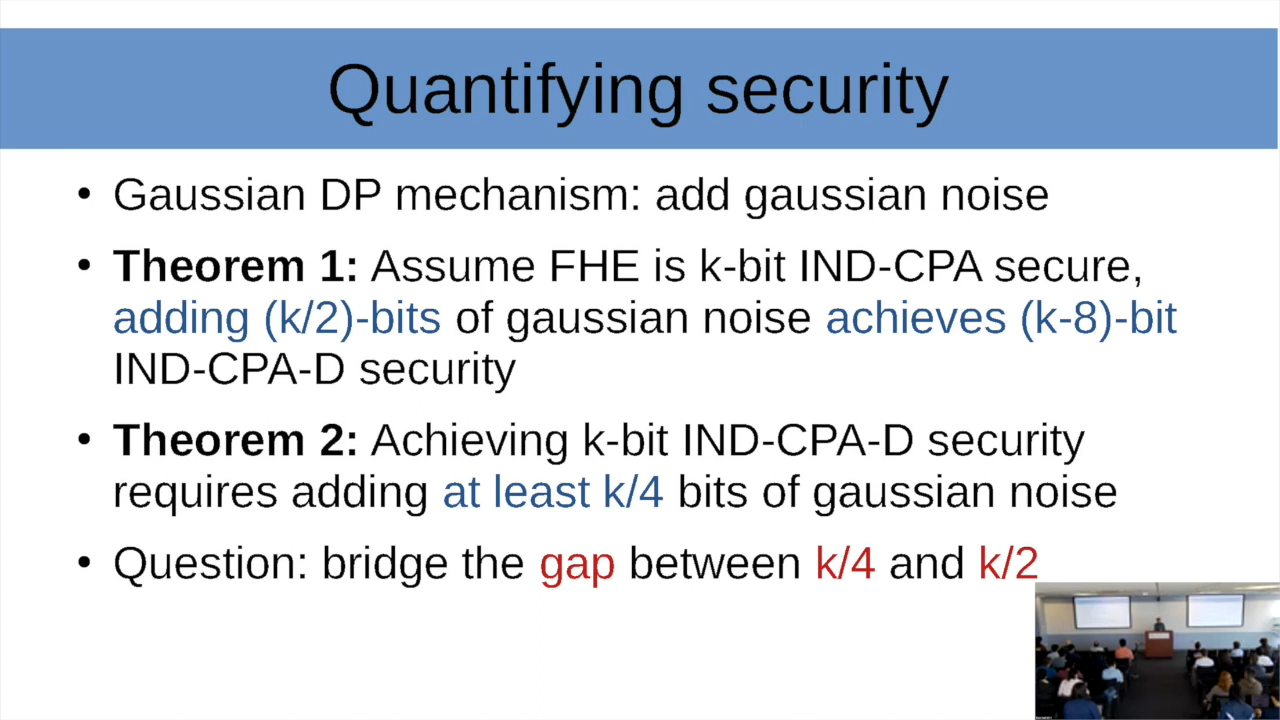 Quantifying security
• Gaussian DP mechanism: add gaussian noise
• Theorem 1: Assume FHE is k-bit IND-CPA secure,
adding (k/2)-bits of gaussian noise achieves (k-8)-bit
IND-CPA-D security
• Theorem 2: Achieving k-bit IND-CPA-D security
requires adding at least k/4 bits of gaussian noise
• Question: bridge the gap between k/4 and k/2